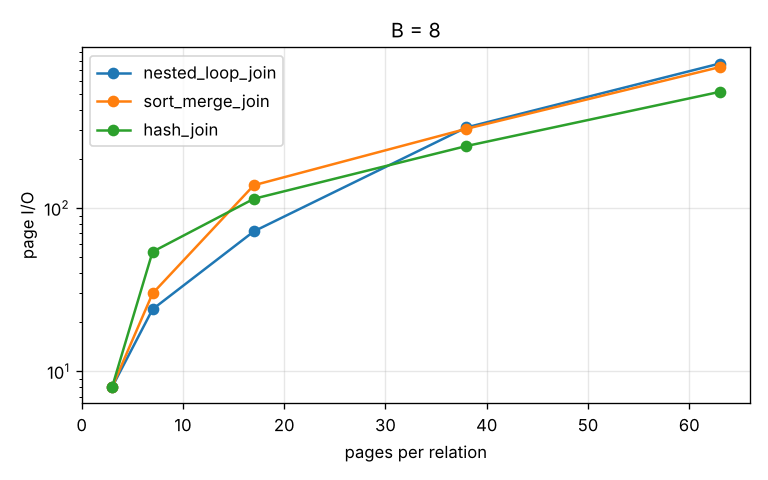 B = 8
nested_loop_join
sort_merge_join
hash_join
page I/O
10²
10¹
0 10 20 30 40 50 60
pages per relation